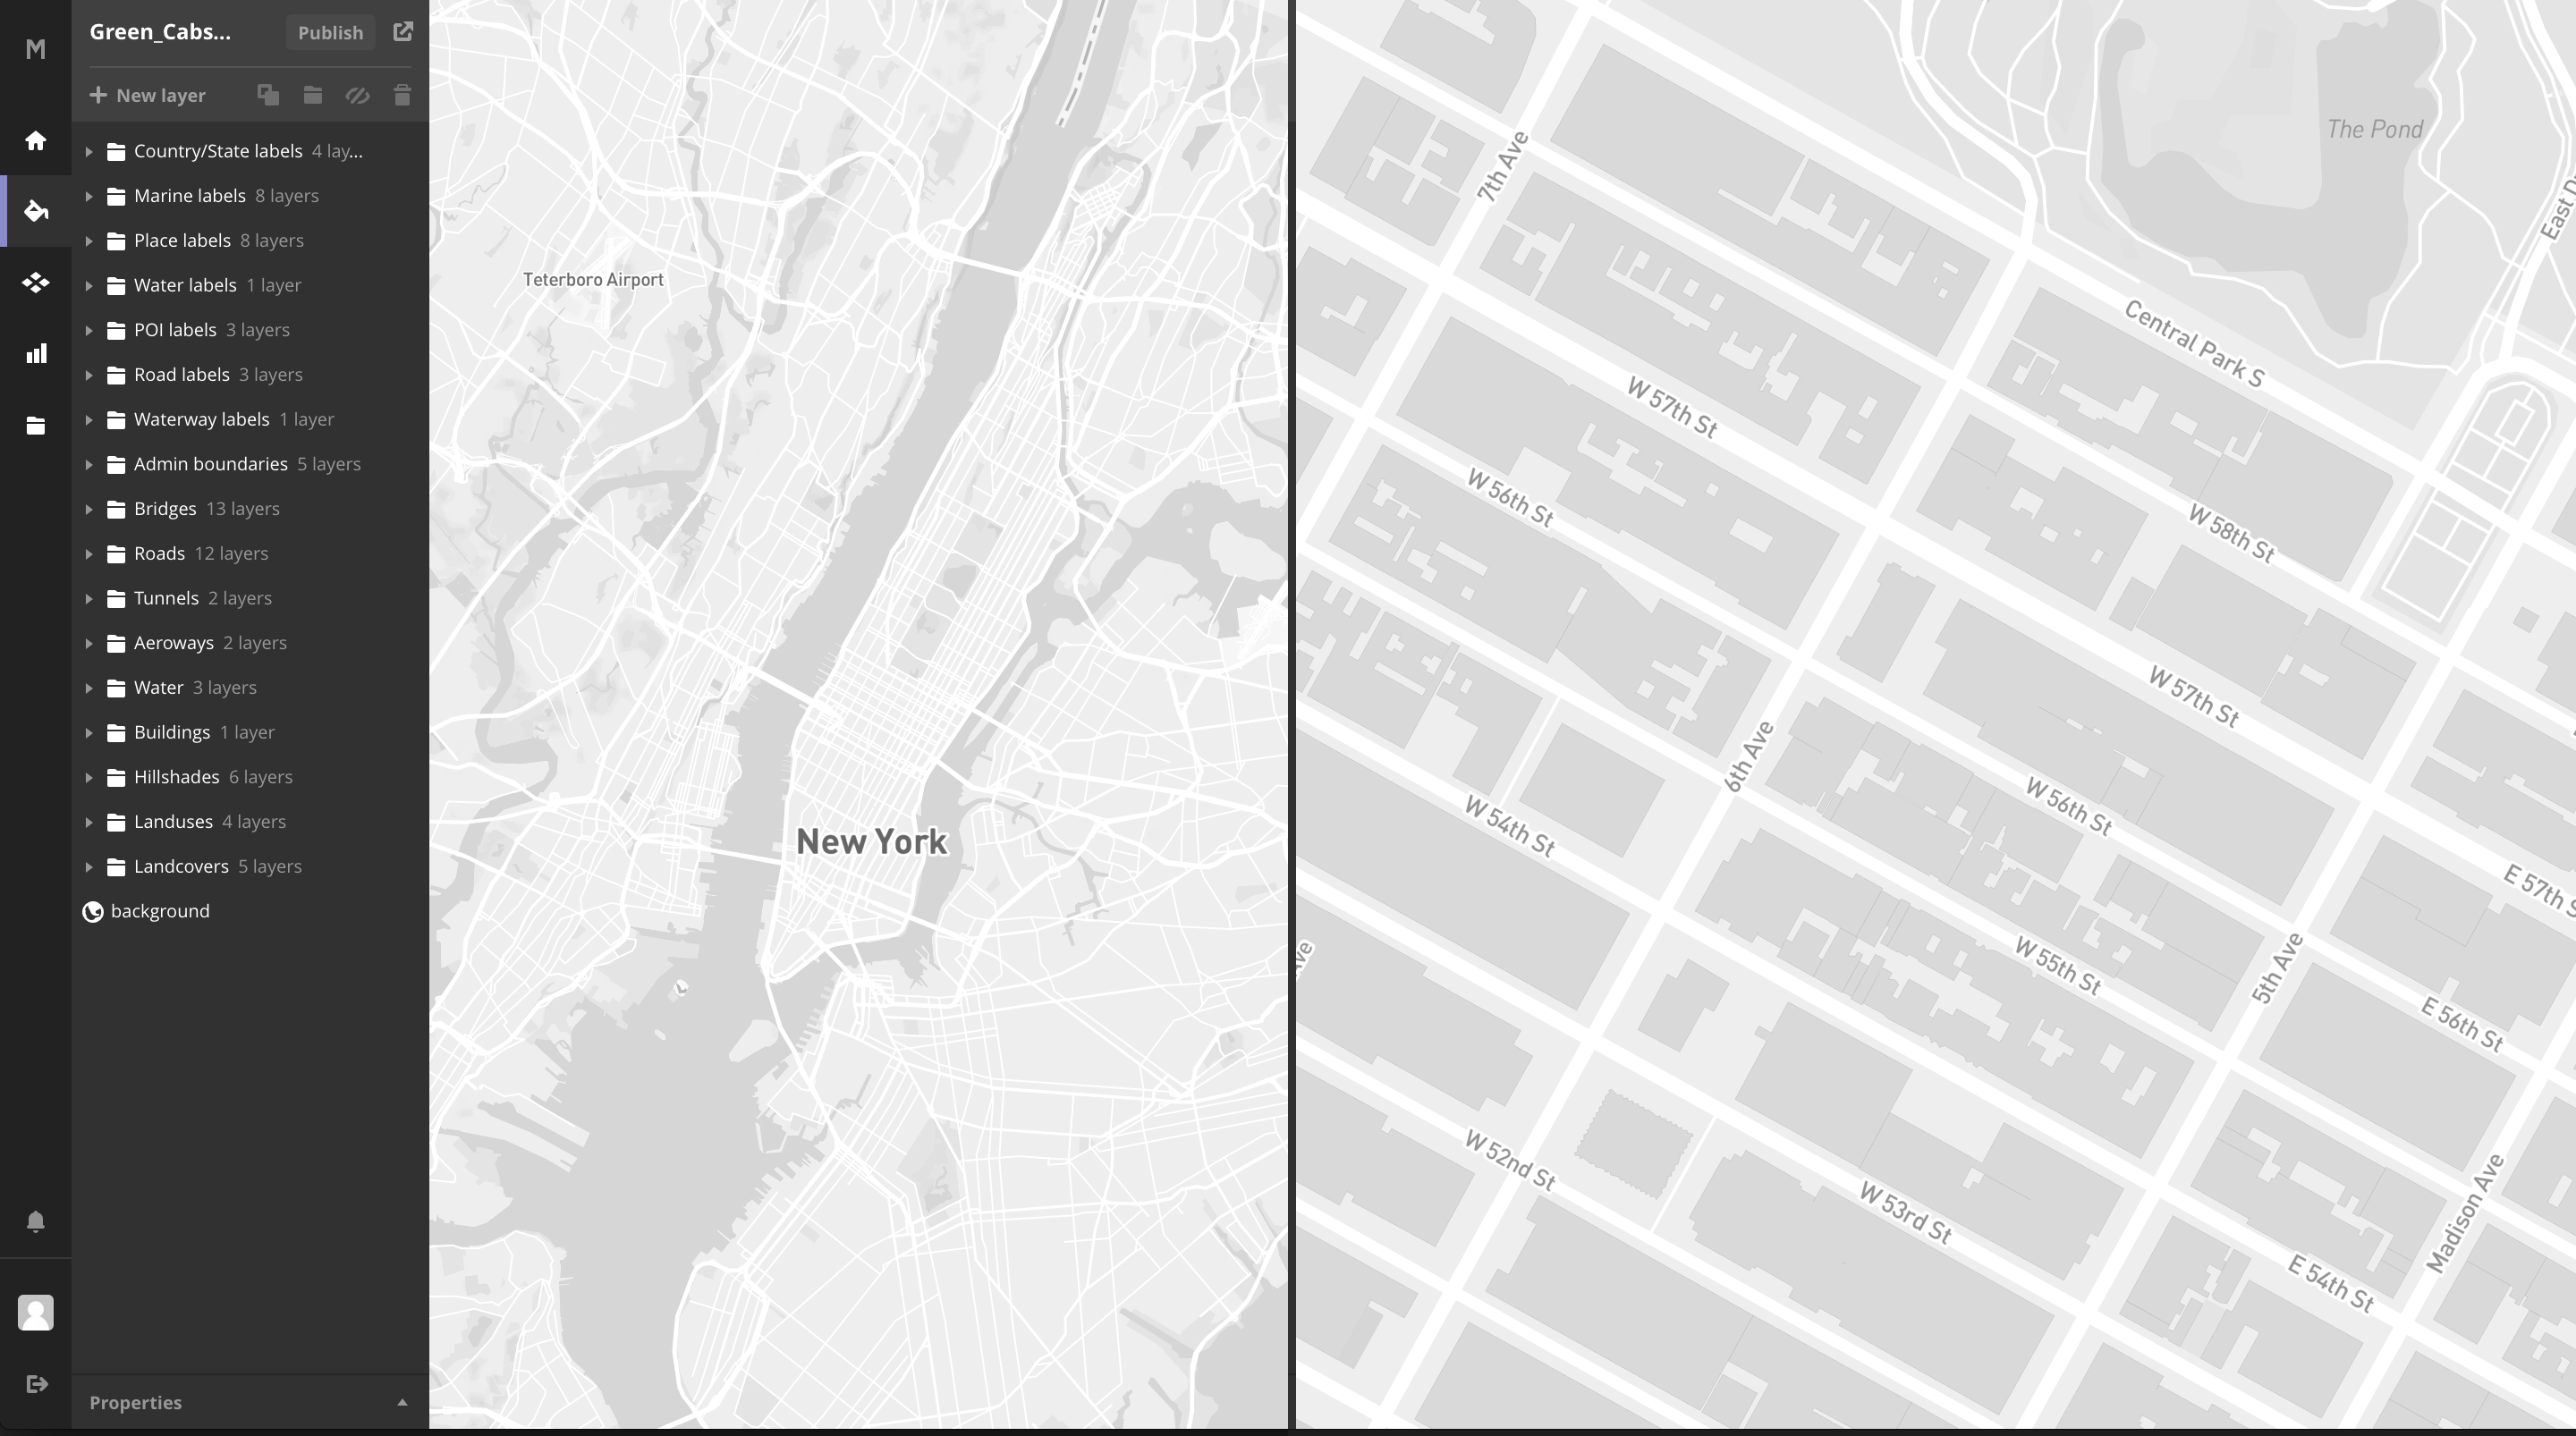 M
Green_Cabs...
Publish
New layer
Country/State labels 4 lay...
Marine labels 8 layers
Place labels 8 layers
Water labels 1 layer
POI labels 3 layers
Road labels 3 layers
Waterway labels 1 layer
Admin boundaries 5 layers
Bridges 13 layers
Roads 12 layers
Tunnels 2 layers
Aeroways 2 layers
Water 3 layers
Buildings 1 layer
Hillshades 6 layers
Landuses 4 layers
Landcovers 5 layers
background
Properties
Teterboro Airport
New York
The Pond
7th Ave
East D
Central Park S
W 57th St
W 56th St
W 58th St
W 57th St
6th Ave
W 56th St
W 54th St
E 57th S
W 55th St
5th Ave
Ave
E 56th St
W 52nd St
W 53rd St
Madison Ave
E 54th St